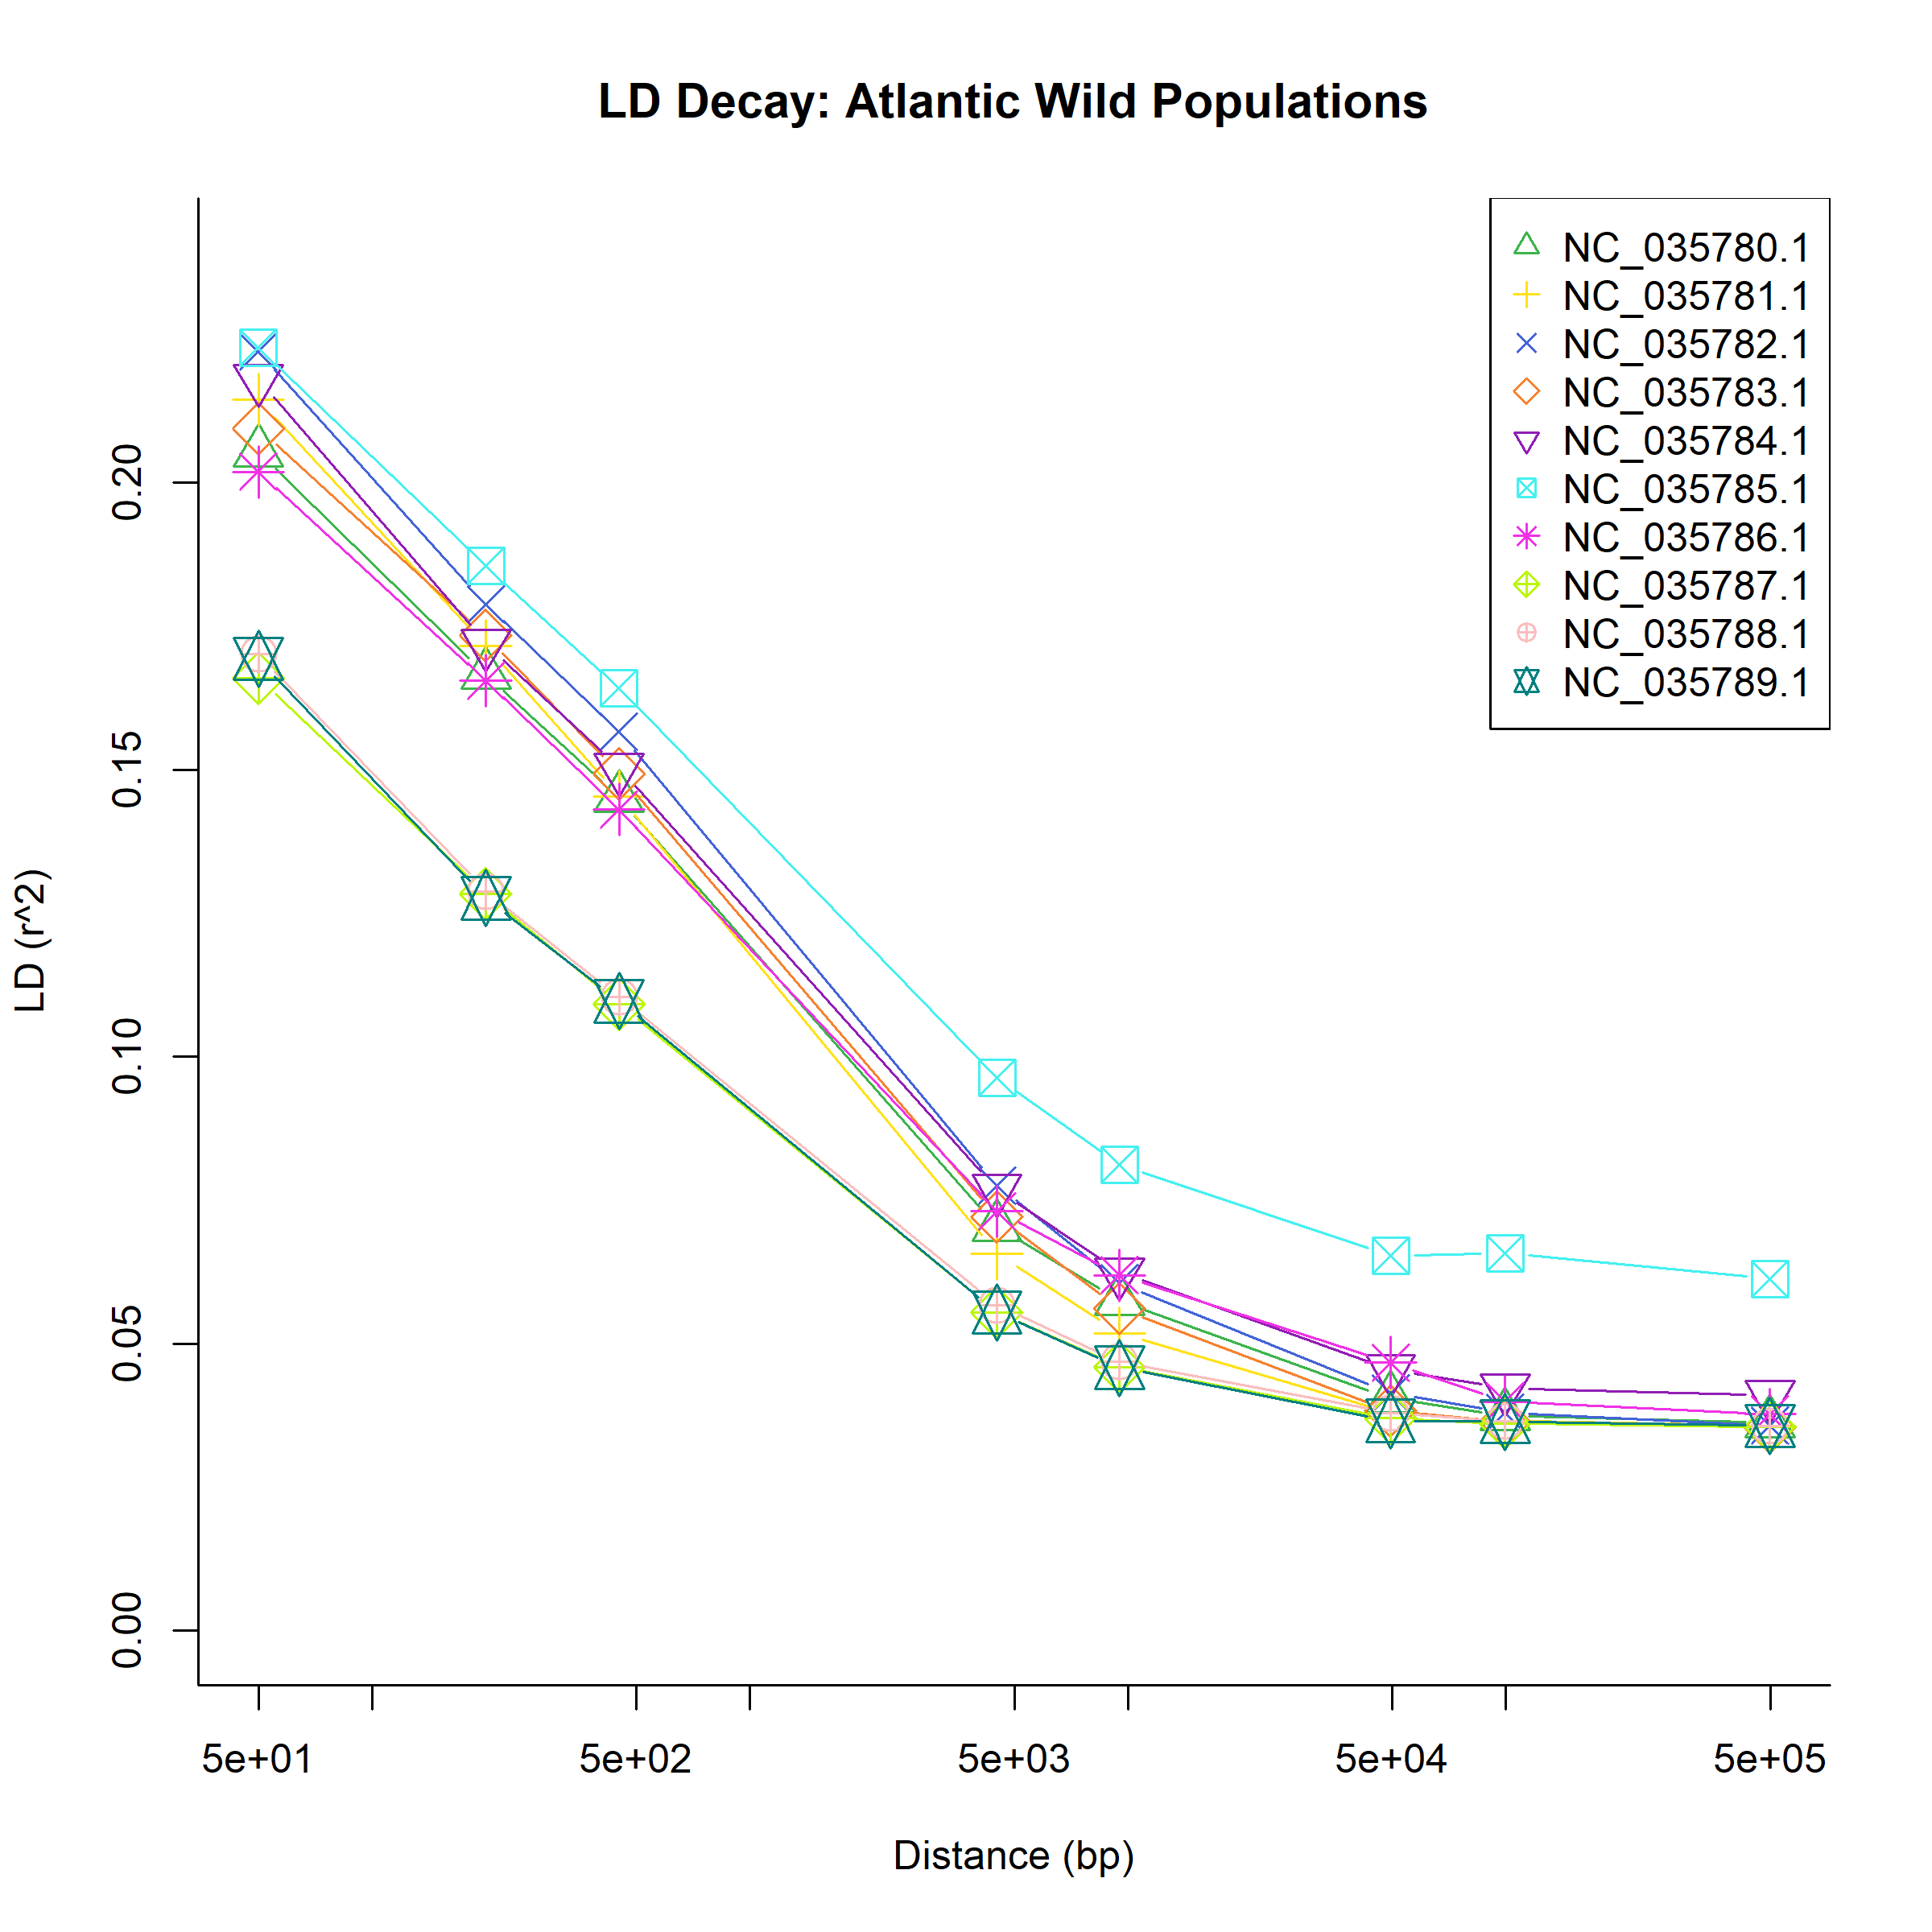 LD Decay: Atlantic Wild Populations
NC_035780.1
NC_035781.1
NC_035782.1
NC_035783.1
NC_035784.1
NC_035785.1
NC_035786.1
NC_035787.1
NC_035788.1
NC_035789.1
LD (r^2)
0.20
0.15
0.10
0.05
0.00
5e+01 5e+02 5e+03 5e+04 5e+05
Distance (bp)